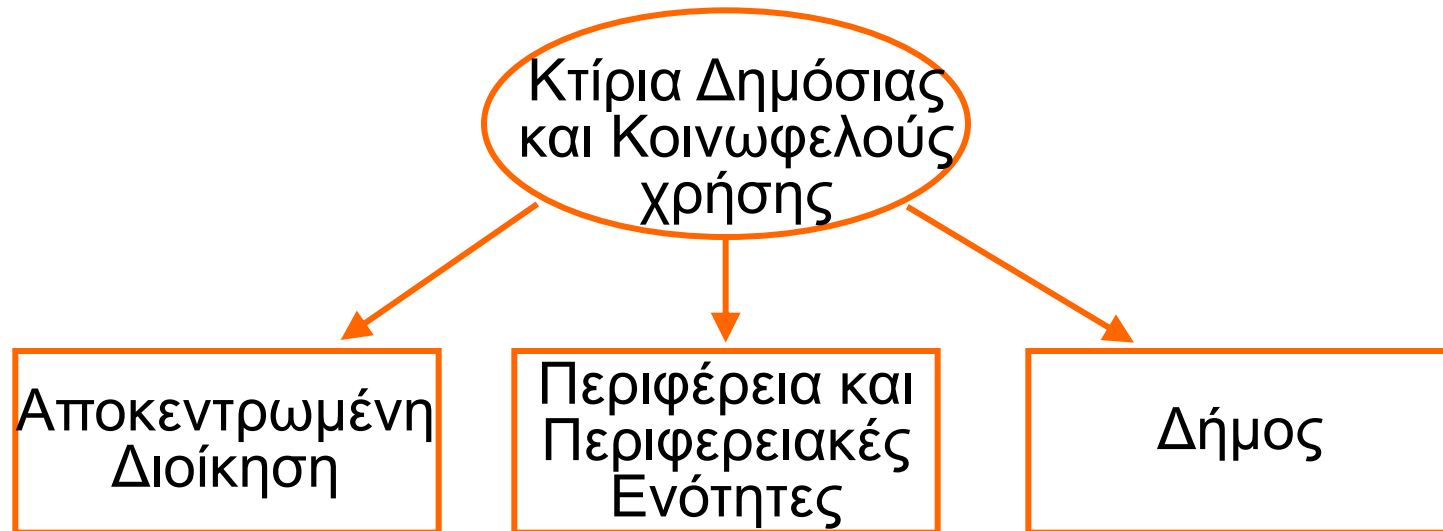 Κτίρια Δημόσιας
και Κοινωφελούς
χρήσης
Αποκεντρωμένη
Διοίκηση
Περιφέρεια και
Περιφερειακές
Ενότητες
Δήμος